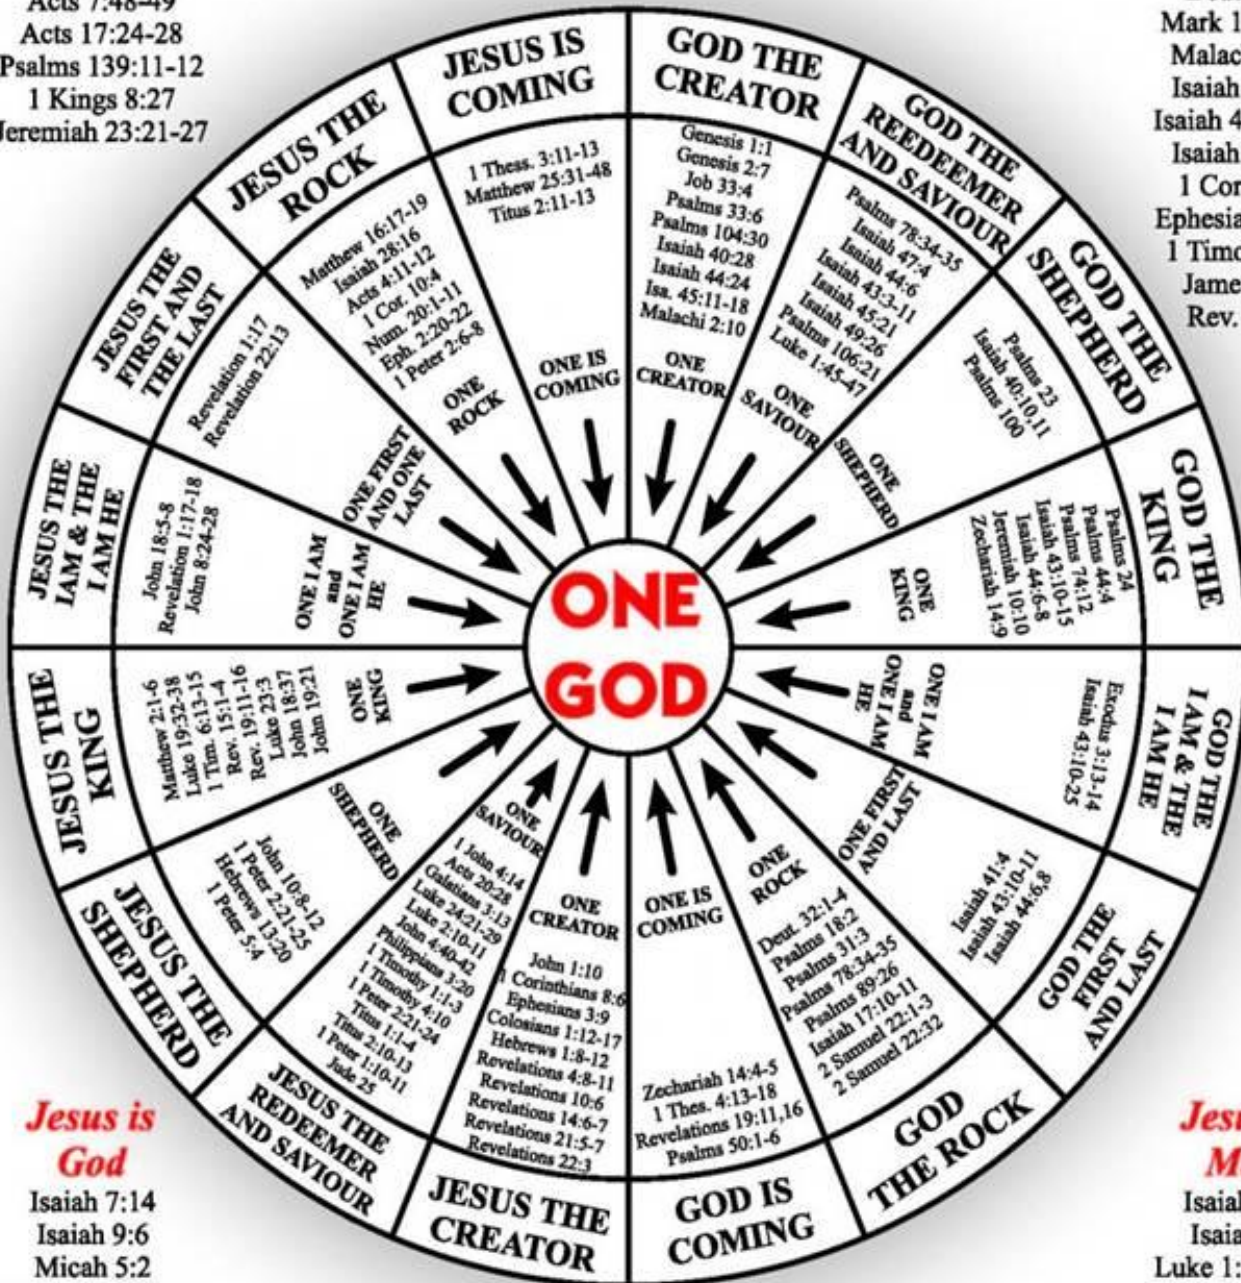 Acts 7:48-49
Acts 17:24-28
Psalms 139:11-12
1 Kings 8:27
Jeremiah 23:21-27
Mark 1
Malac
Isaiah
Isaiah 4
Isaiah
1 Cor
Ephesia
1 Timo
Jame
Rev.
JESUS IS
COMING
1 Thess. 3:11-13
Matthew 25:31-48
Titus 2:11-13
ONE IS
COMING
GOD THE
CREATOR
Genesis 1:1
Genesis 2:7
Job 33:4
Psalms 33:6
Psalms 104:30
Isaiah 40:28
Isaiah 44:24
Isa. 45:11-18
Malachi 2:10
ONE
CREATOR
GOD THE
REEDEEMER
AND SAVIOUR
Psalms 78:34-35
Isaiah 47:4
Isaiah 44:6
Isaiah 43:3-11
Isaiah 45:21
Isaiah 49:26
Psalms 106:21
Luke 1:45-47
ONE
SAVIOUR
GOD THE
SHEPHERD
Psalms 23
Isaiah 40:10,11
Psalms 100
ONE
SHEPHERD
GOD THE
KING
Psalms 24
Psalms 44:4
Psalms 74:12
Isaiah 43:10-15
Isaiah 44:6-8
Jeremiah 10:10
Zechariah 14:9
ONE
KING
GOD THE
I AM & THE
I AM HE
Exodus 3:13-14
Isaiah 43:10-25
ONE I AM
and
ONE I AM
HE
GOD THE
FIRST
AND LAST
Isaiah 41:4
Isaiah 43:10-11
Isaiah 44:6,8
ONE FIRST
AND LAST
GOD
THE ROCK
Deut. 32:1-4
Psalms 18:2
Psalms 31:3
Psalms 78:34-35
Psalms 89:26
Isaiah 17:10-11
2 Samuel 22:1-3
2 Samuel 22:32
ONE
ROCK
GOD IS
COMING
Zechariah 14:4-5
1 Thes. 4:13-18
Revelations 19:11,16
Psalms 50:1-6
ONE IS
COMING
JESUS THE
CREATOR
John 1:10
1 Corinthians 8:6
Ephesians 3:9
Colosians 1:12-17
Hebrews 1:8-12
Revelations 4:8-11
Revelations 10:6
Revelations 14:6-7
Revelations 21:5-7
Revelations 22:3
ONE
CREATOR
JESUS THE
REDEEMER
AND SAVIOUR
1 John 4:14
Acts 20:28
Galatians 3:13
Luke 24:21-29
Luke 2:10-11
John 4:40-42
Philippians 3:20
1 Timothy 1:1-3
1 Timothy 4:10
1 Peter 2:21-24
Titus 1:1-4
Titus 2:10-13
1 Peter 1:10-11
Jude 25
ONE
SAVIOUR
JESUS THE
SHEPHERD
John 10:8-12
1 Peter 2:21-25
Hebrews 13:20
1 Peter 5:4
ONE
SHEPHERD
JESUS THE
KING
Matthew 2:1-6
Luke 19:32-38
1 Tim. 6:13-15
Rev. 15:1-4
Rev. 19:11-16
Luke 23:3
John 18:37
John 19:21
ONE
KING
JESUS THE
I AM & THE
I AM HE
John 18:5-8
Revelation 1:17-18
John 8:24-28
ONE I AM
and
ONE I AM
HE
JESUS THE
FIRST AND
THE LAST
Revelation 1:17
Revelation 22:13
ONE FIRST
AND ONE
LAST
JESUS THE
ROCK
Matthew 16:17-19
Isaiah 28:16
Acts 4:11-12
1 Cor. 10:4
Num. 20:1-11
Eph. 2:20-22
1 Peter 2:6-8
ONE
ROCK
ONE
GOD
Jesus is
God
Isaiah 7:14
Isaiah 9:6
Micah 5:2
Jesu
M
Isaiah
Isaia
Luke 1: